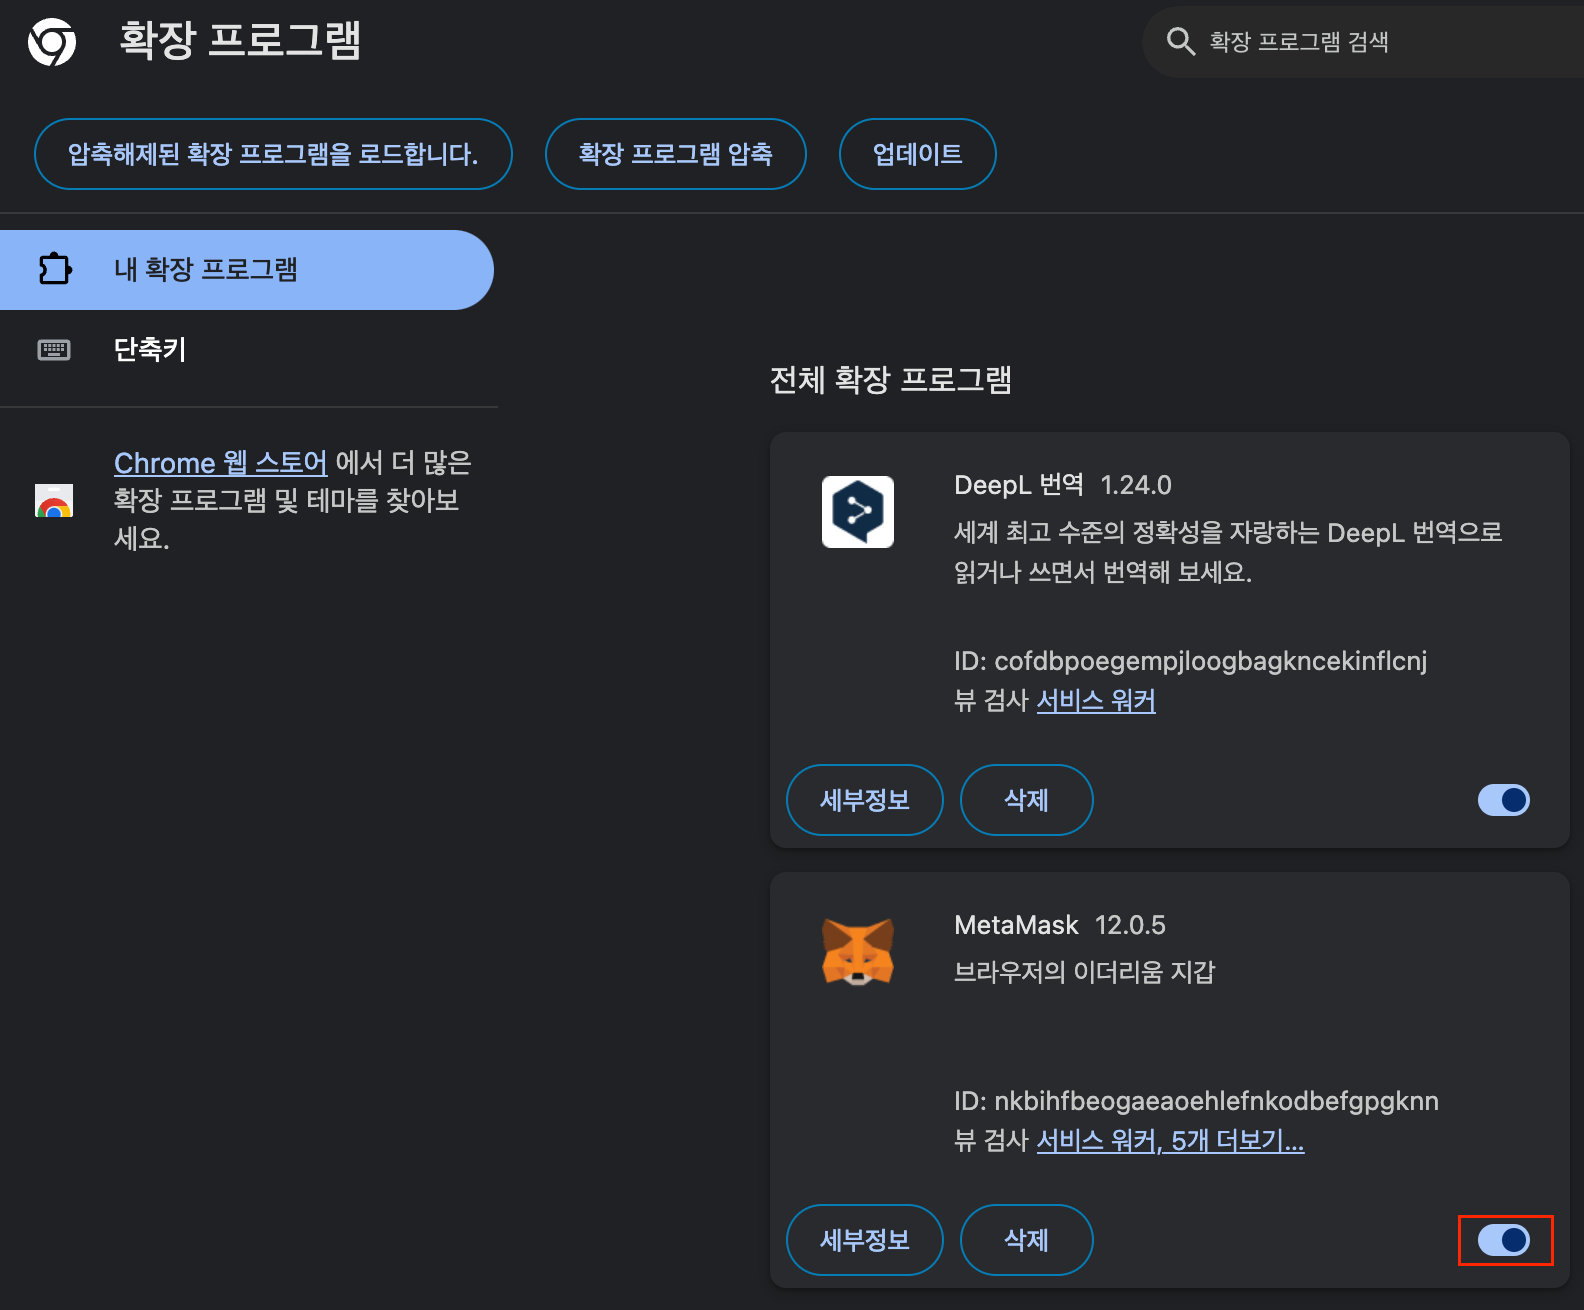 확장 프로그램
확장 프로그램 검색
압축해제된 확장 프로그램을 로드합니다.
확장 프로그램 압축
업데이트
내 확장 프로그램
단축키
Chrome 웹 스토어 에서 더 많은
확장 프로그램 및 테마를 찾아보
세요.
전체 확장 프로그램
DeepL 번역 1.24.0
세계 최고 수준의 정확성을 자랑하는 DeepL 번역으로
읽거나 쓰면서 번역해 보세요.
ID: cofdbpoegempjloogbagkncekinflcnj
뷰 검사 서비스 워커
세부정보
삭제
MetaMask 12.0.5
브라우저의 이더리움 지갑
ID: nkbihfbeogaeaoehlefnkodbefgpgknn
뷰 검사 서비스 워커, 5개 더보기...
세부정보
삭제